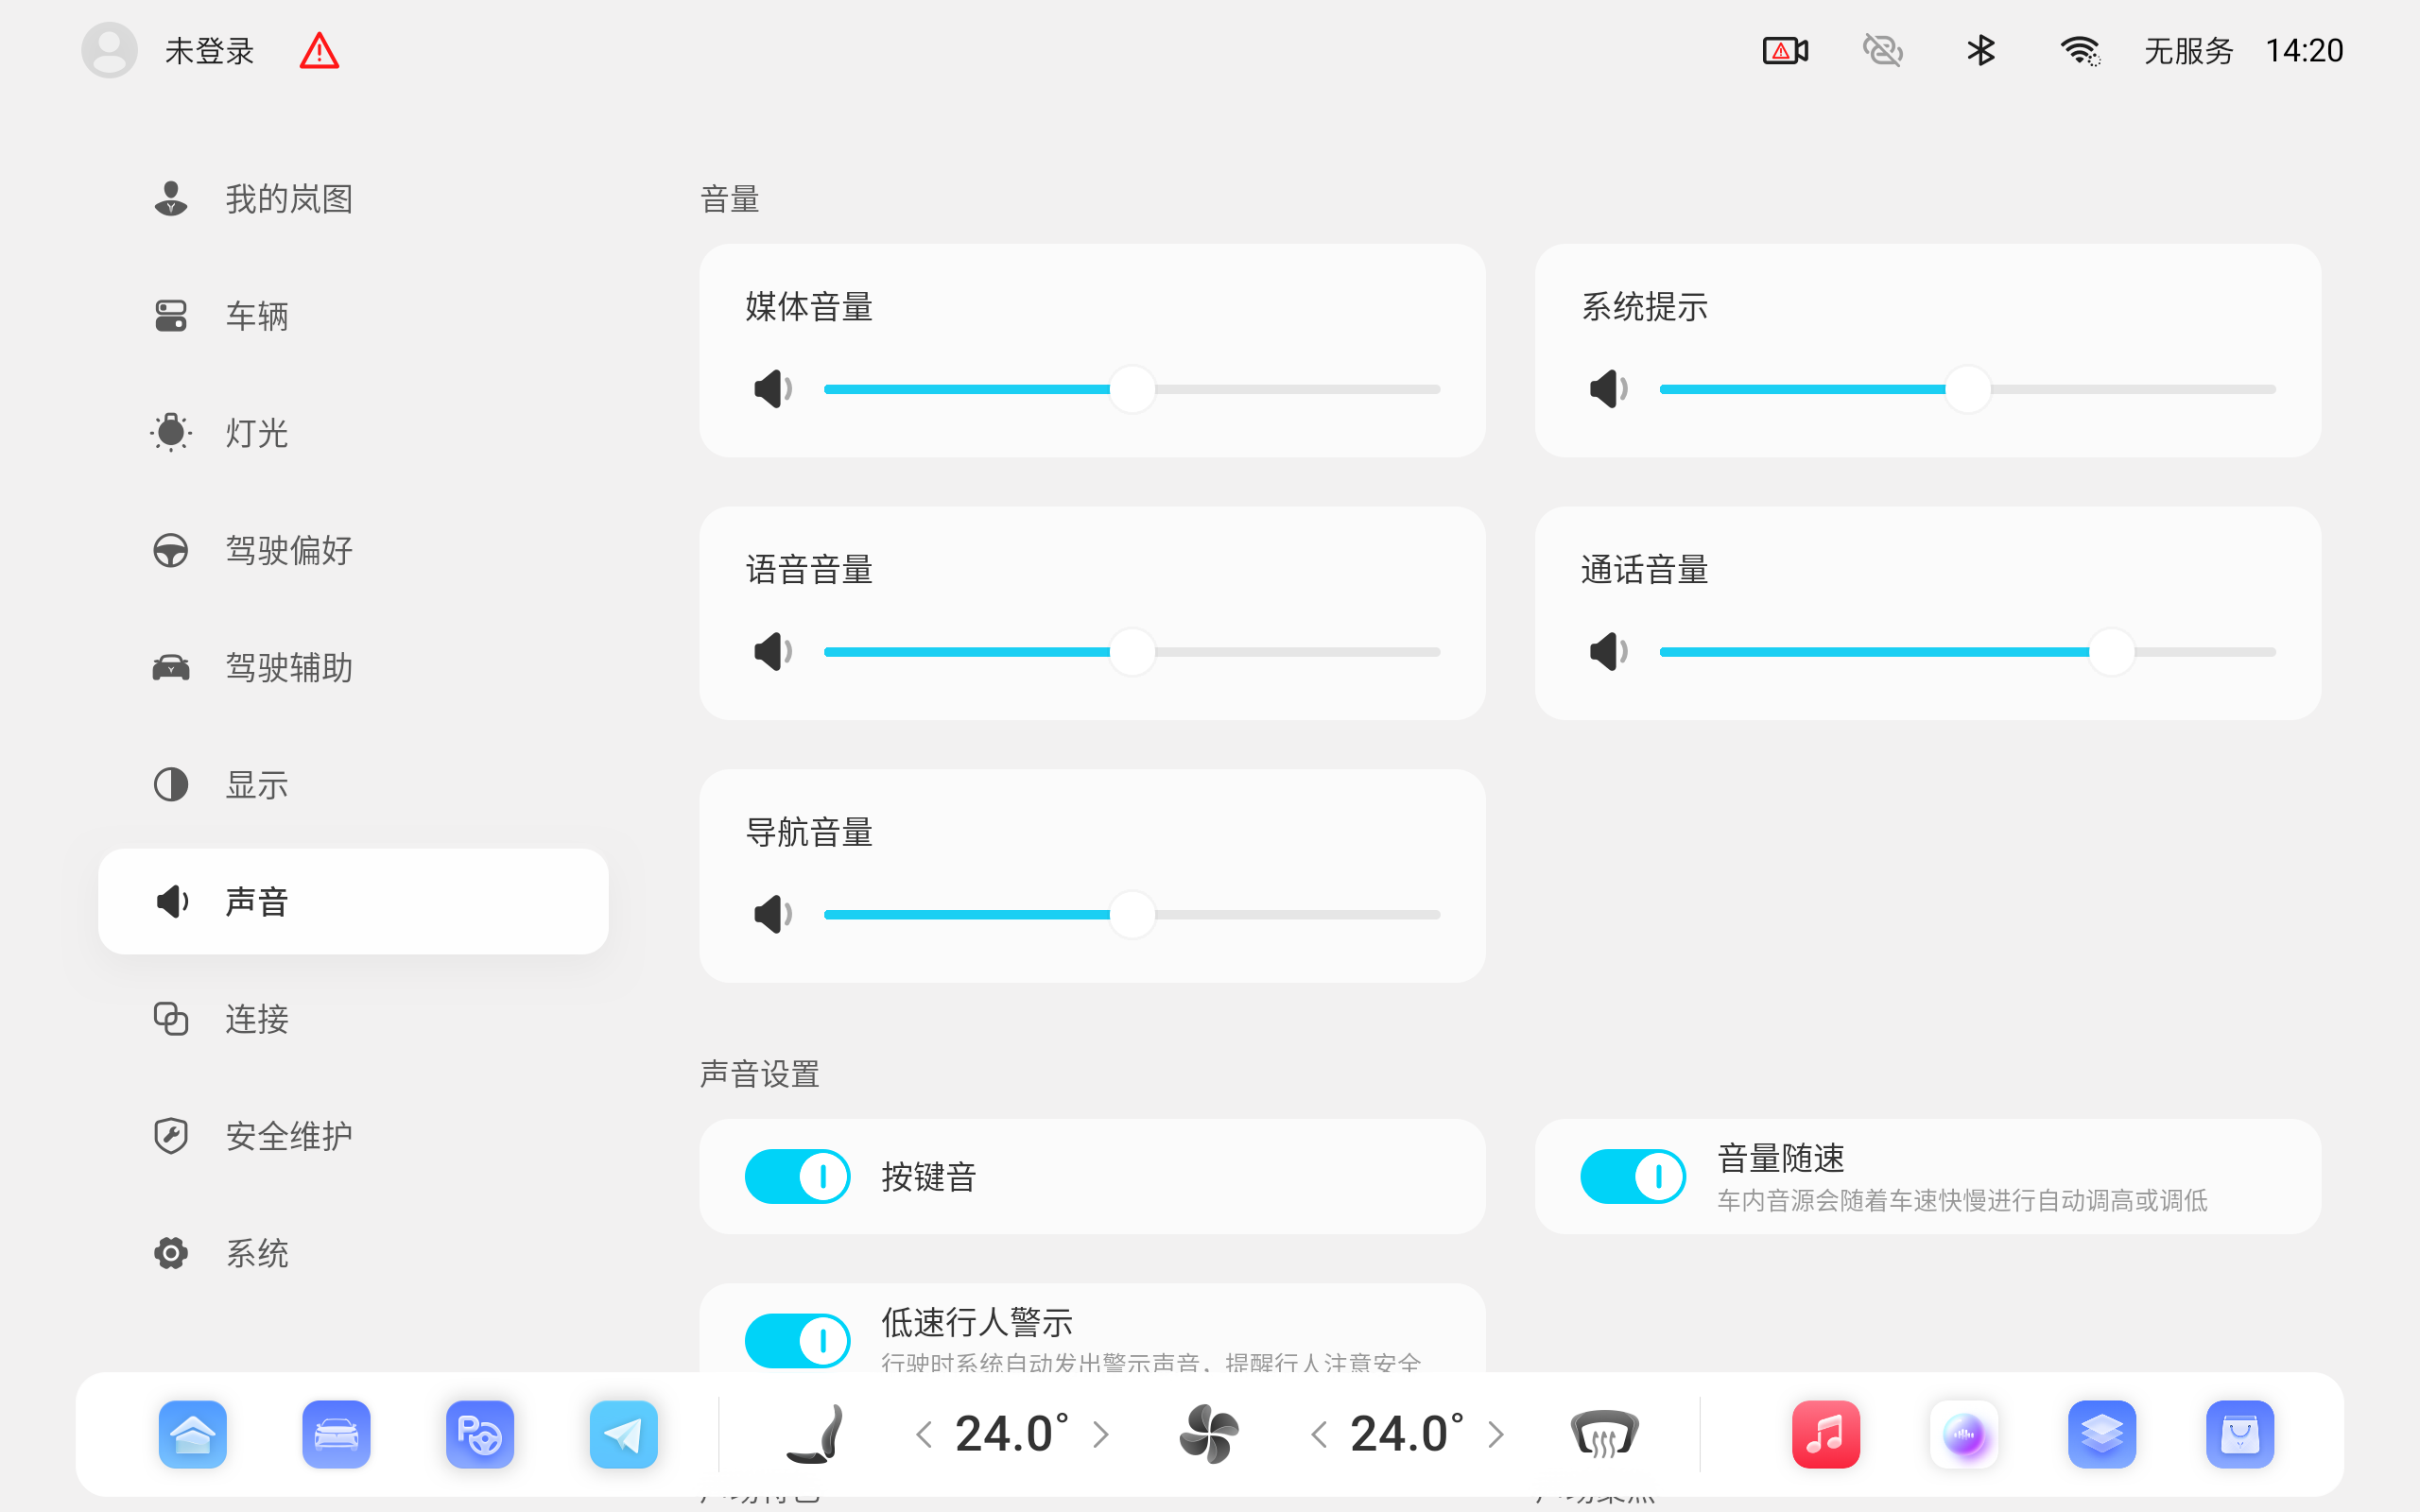 未登录
无服务 14:20
我的岚图
车辆
灯光
驾驶偏好
驾驶辅助
显示
声音
连接
安全维护
系统
音量
媒体音量
系统提示
语音音量
通话音量
导航音量
声音设置
按键音
音量随速
车内音源会随着车速快慢进行自动调高或调低
低速行人警示
行驶时系统自动发出警示声音，提醒行人注意安全
24.0°
24.0°